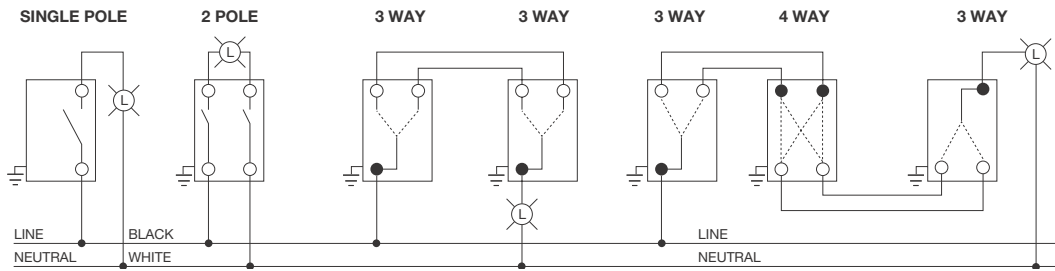 SINGLE POLE 2 POLE 3 WAY 3 WAY 3 WAY 4 WAY 3 WAY
L
L
L
L
LINE BLACK LINE
NEUTRAL WHITE NEUTRAL